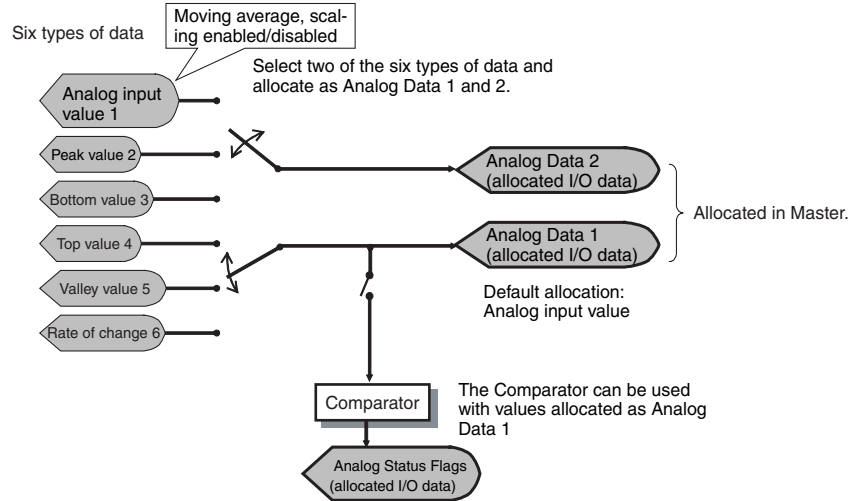 Six types of data
Moving average, scal-
ing enabled/disabled
Select two of the six types of data and
allocate as Analog Data 1 and 2.
Analog input
value 1
Peak value 2
Bottom value 3
Top value 4
Valley value 5
Rate of change 6
Analog Data 2
(allocated I/O data)
Analog Data 1
(allocated I/O data)
Allocated in Master.
Default allocation:
Analog input value
Comparator
The Comparator can be used
with values allocated as Analog
Data 1
Analog Status Flags
(allocated I/O data)